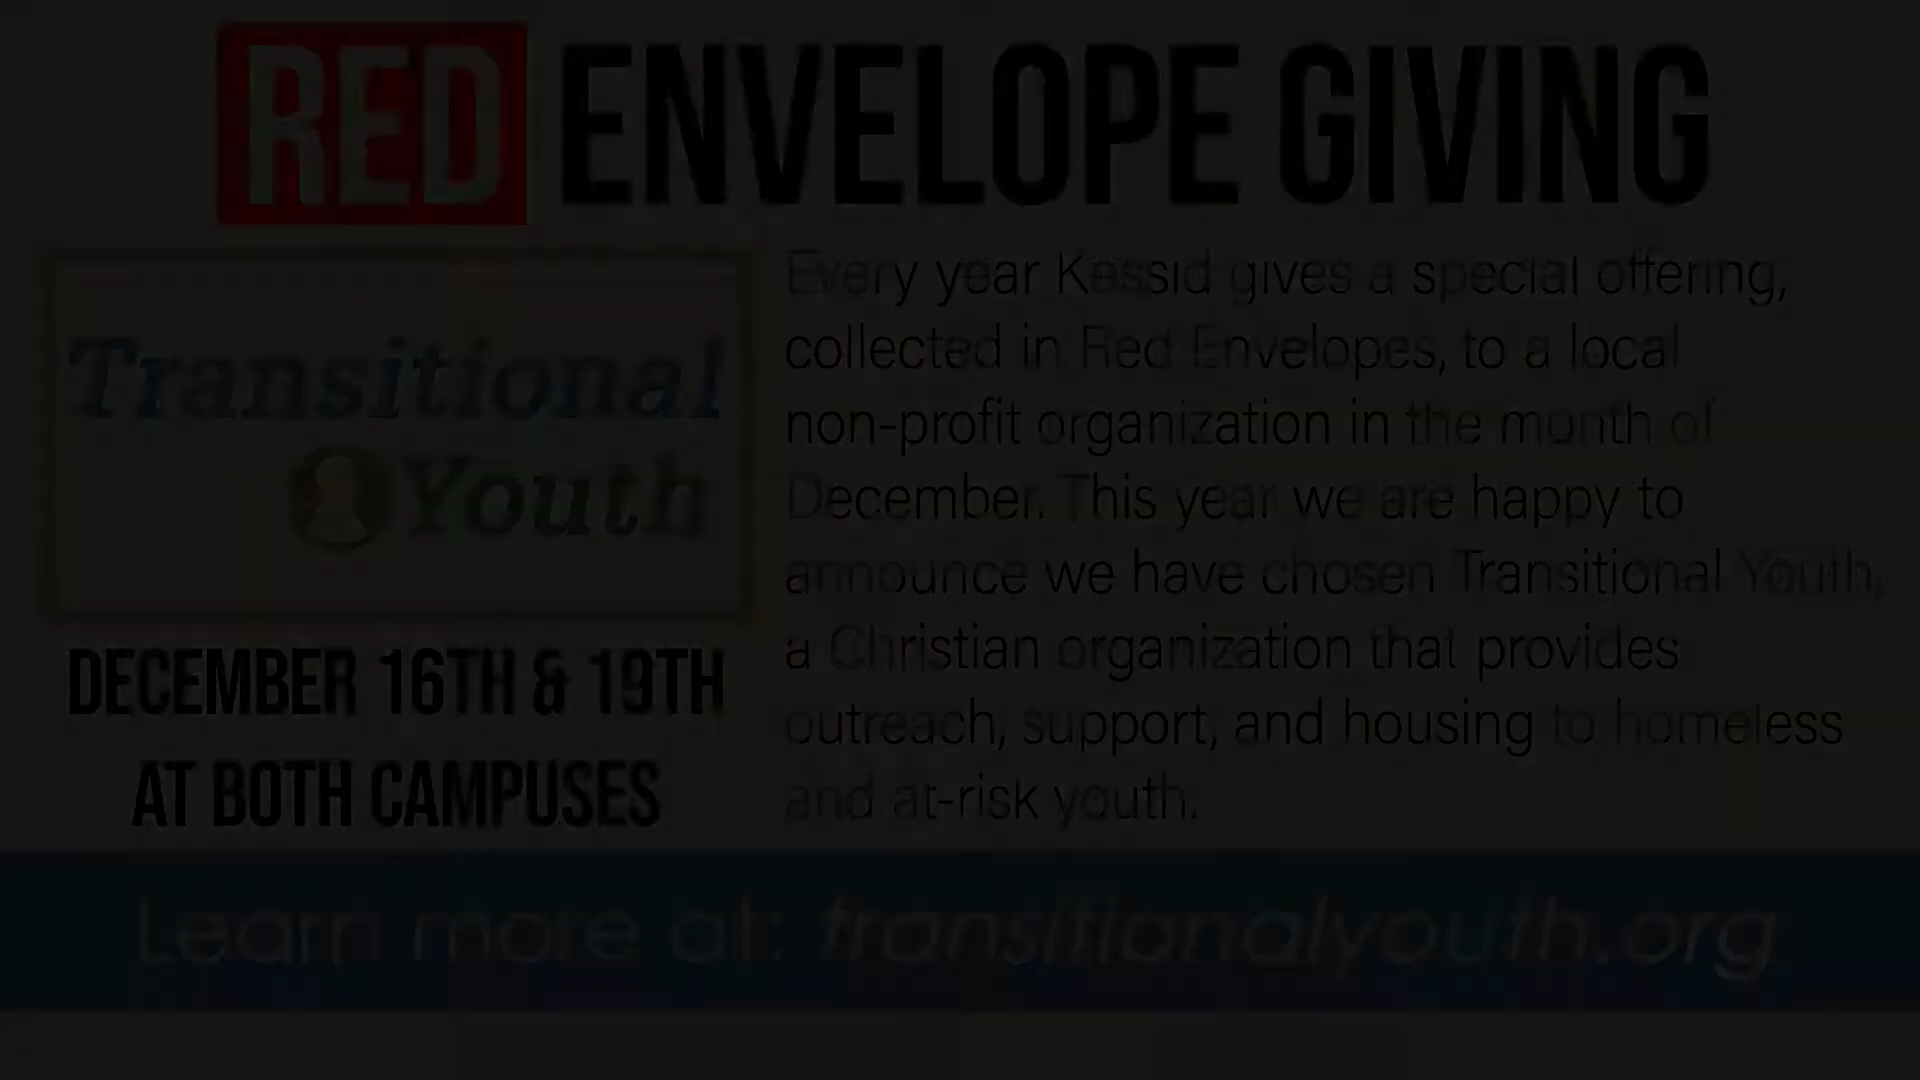 RED ENVELOPE GIVING
Transitional
Youth
DECEMBER 16TH & 19TH
AT BOTH CAMPUSES
Every year Kessid gives a special offering,
collected in Red Envelopes, to a local
non-profit organization in the month of
December. This year we are happy to
announce we have chosen Transitional Youth,
a Christian organization that provides
outreach, support, and housing to homeless
and at-risk youth.
Learn more at: transitionalyouth.org